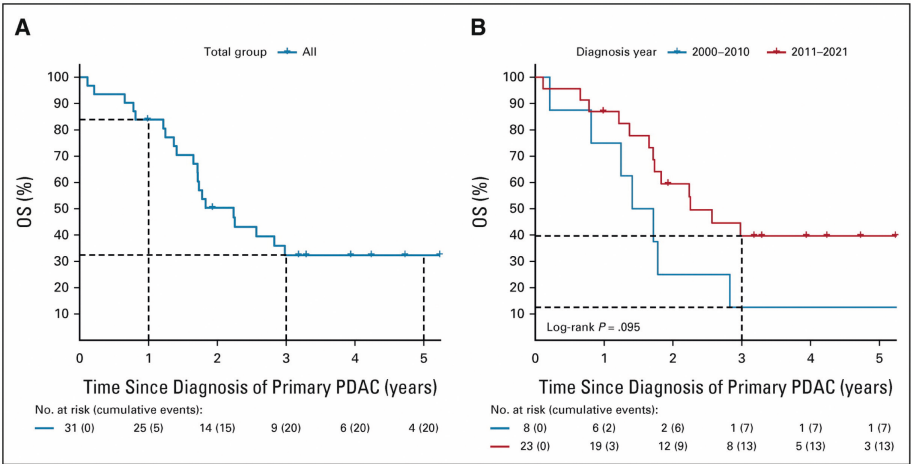 A
Total group All
100
90
80
70
60
50
40
30
20
10
OS (%)
0 1 2 3 4 5
Time Since Diagnosis of Primary PDAC (years)
No. at risk (cumulative events):
31 (0) 25 (5) 14 (15) 9 (20) 6 (20) 4 (20)
B
Diagnosis year 2000–2010 2011–2021
100
90
80
70
60
50
40
30
20
10
OS (%)
Log-rank P = .095
0 1 2 3 4 5
Time Since Diagnosis of Primary PDAC (years)
No. at risk (cumulative events):
8 (0) 6 (2) 2 (6) 1 (7) 1 (7) 1 (7)
23 (0) 19 (3) 12 (9) 8 (13) 5 (13) 3 (13)